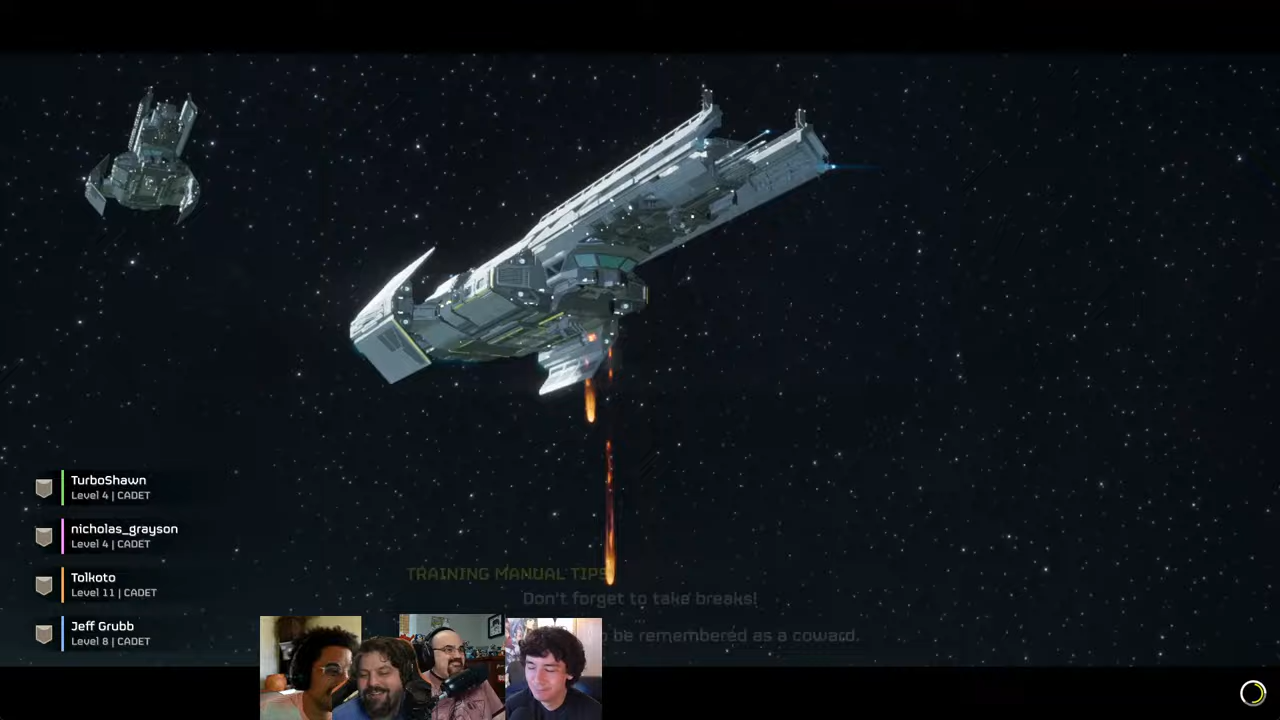 TurboShawn
Level 4 | CADET
nicholas_grayson
Level 4 | CADET
Tolkoto
Level 11 | CADET
Jeff Grubb
Level 8 | CADET
TRAINING MANUAL TIPS
Don't forget to take breaks!
be remembered as a coward.